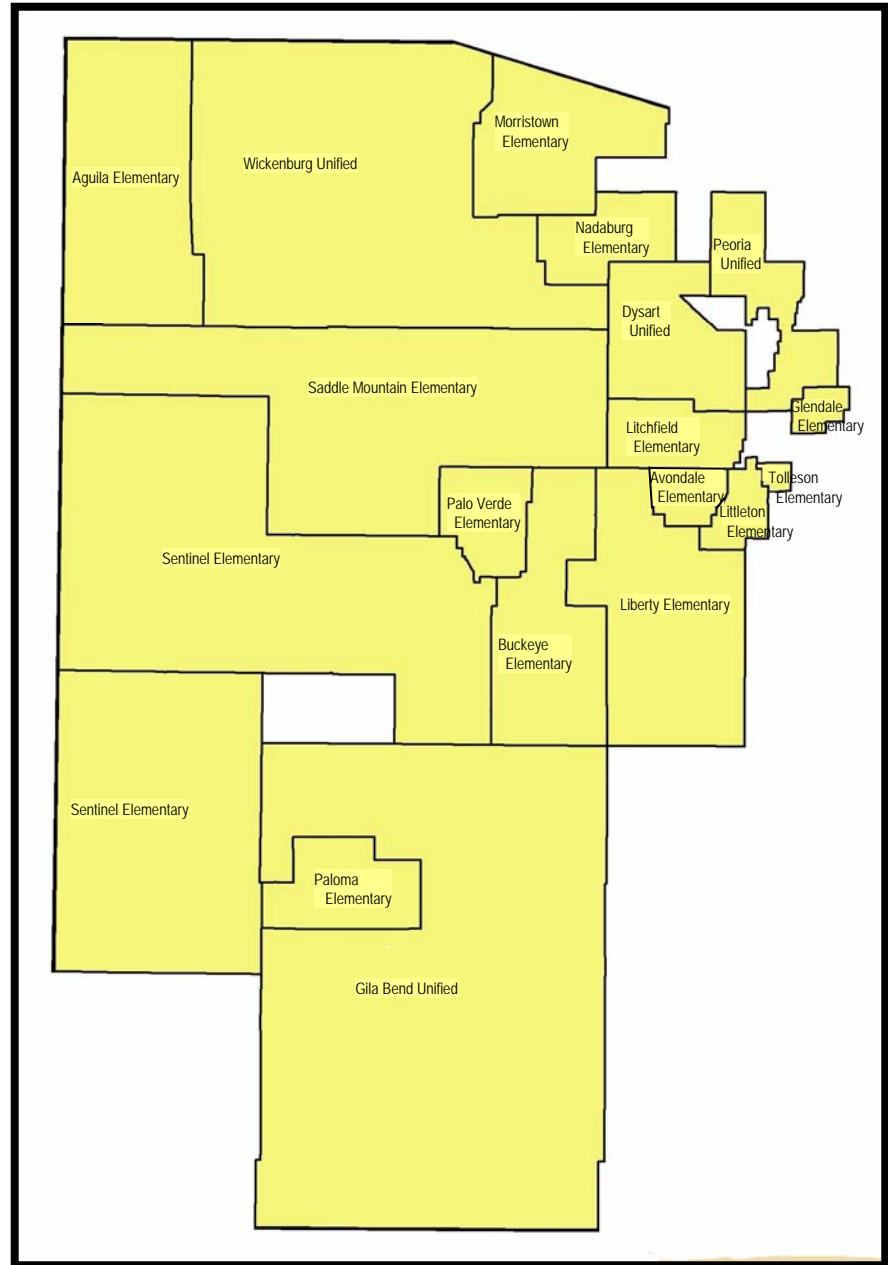 Morristown
Elementary
Wickenburg Unified
Aguila Elementary
Nadaburg
Elementary
Peoria
Unified
Dysart
Unified
Saddle Mountain Elementary
Glendale
Elementary
Litchfield
Elementary
Avondale
Elementary
Tolleson
Elementary
Palo Verde
Elementary
Littleton
Elementary
Sentinel Elementary
Liberty Elementary
Buckeye
Elementary
Sentinel Elementary
Paloma
Elementary
Gila Bend Unified